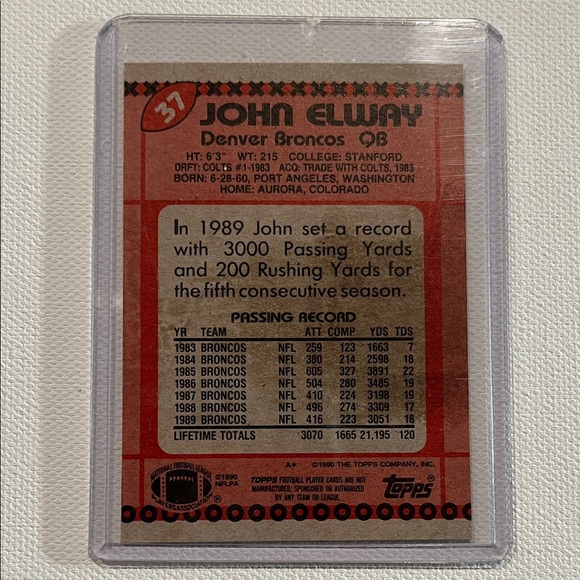 37
JOHN ELWAY
Denver Broncos QB
HT: 6'3" WT: 215 COLLEGE: STANFORD
DRFT: COLTS #1-1983 ACQ: TRADE WITH COLTS, 1983
BORN: 6-28-60, PORT ANGELES, WASHINGTON
HOME: AURORA, COLORADO
In 1989 John set a record
with 3000 Passing Yards
and 200 Rushing Yards for
the fifth consecutive season.
PASSING RECORD
YR TEAM ATT COMP YDS TDS
1983 BRONCOS NFL 259 123 1663 7
1984 BRONCOS NFL 380 214 2598 18
1985 BRONCOS NFL 605 327 3891 22
1986 BRONCOS NFL 504 280 3485 19
1987 BRONCOS NFL 410 224 3198 19
1988 BRONCOS NFL 496 274 3309 17
1989 BRONCOS NFL 416 223 3051 18
LIFETIME TOTALS 3070 1665 21,195 120
A* ©1990 THE TOPPS COMPANY, INC.
NATIONAL FOOTBALL LEAGUE
PLAYERS ASSOCIATION
©1990
NFLPA
TOPPS FOOTBALL PLAYER CARDS ARE NOT
MANUFACTURED, SPONSORED OR AUTHORIZED
BY ANY TEAM OR LEAGUE.
topps